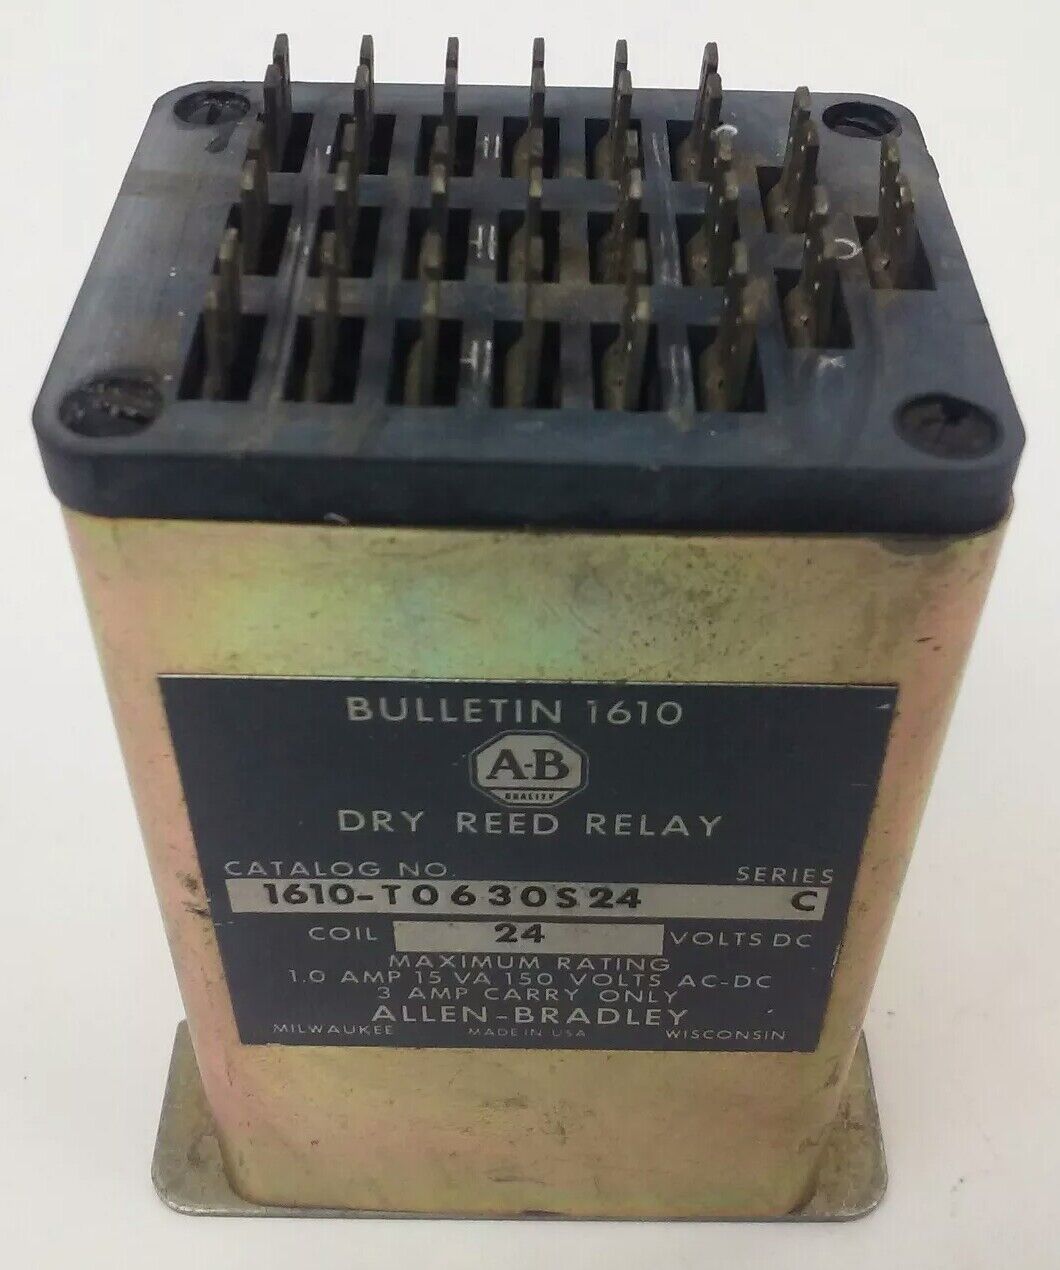 BULLETIN 1610
A-B
QUALITY
DRY REED RELAY
CATALOG NO. SERIES
1610-T0630S24 C
COIL 24 VOLTS DC
MAXIMUM RATING
1.0 AMP 15 VA 150 VOLTS AC-DC
3 AMP CARRY ONLY
ALLEN-BRADLEY
MILWAUKEE MADE IN USA WISCONSIN